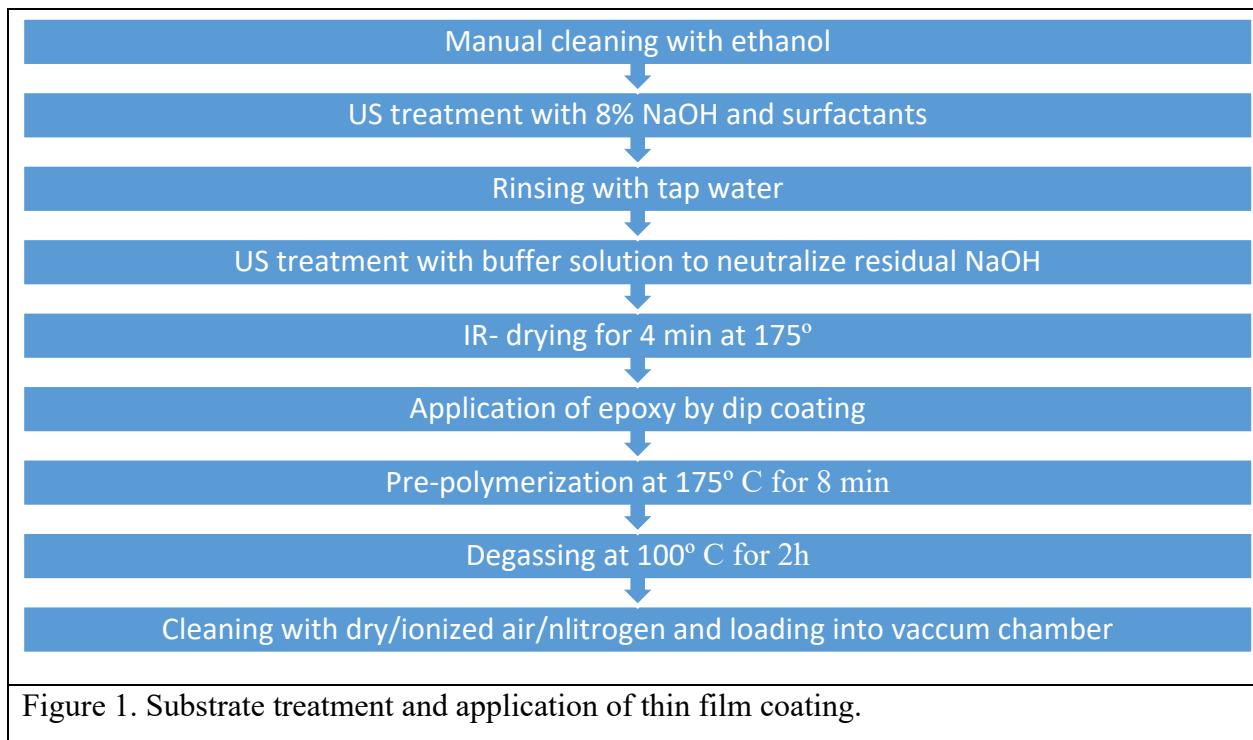 Manual cleaning with ethanol
US treatment with 8% NaOH and surfactants
Rinsing with tap water
US treatment with buffer solution to neutralize residual NaOH
IR- drying for 4 min at 175º
Application of epoxy by dip coating
Pre-polymerization at 175º C for 8 min
Degassing at 100º C for 2h
Cleaning with dry/ionized air/nlitrogen and loading into vaccum chamber
Figure 1. Substrate treatment and application of thin film coating.